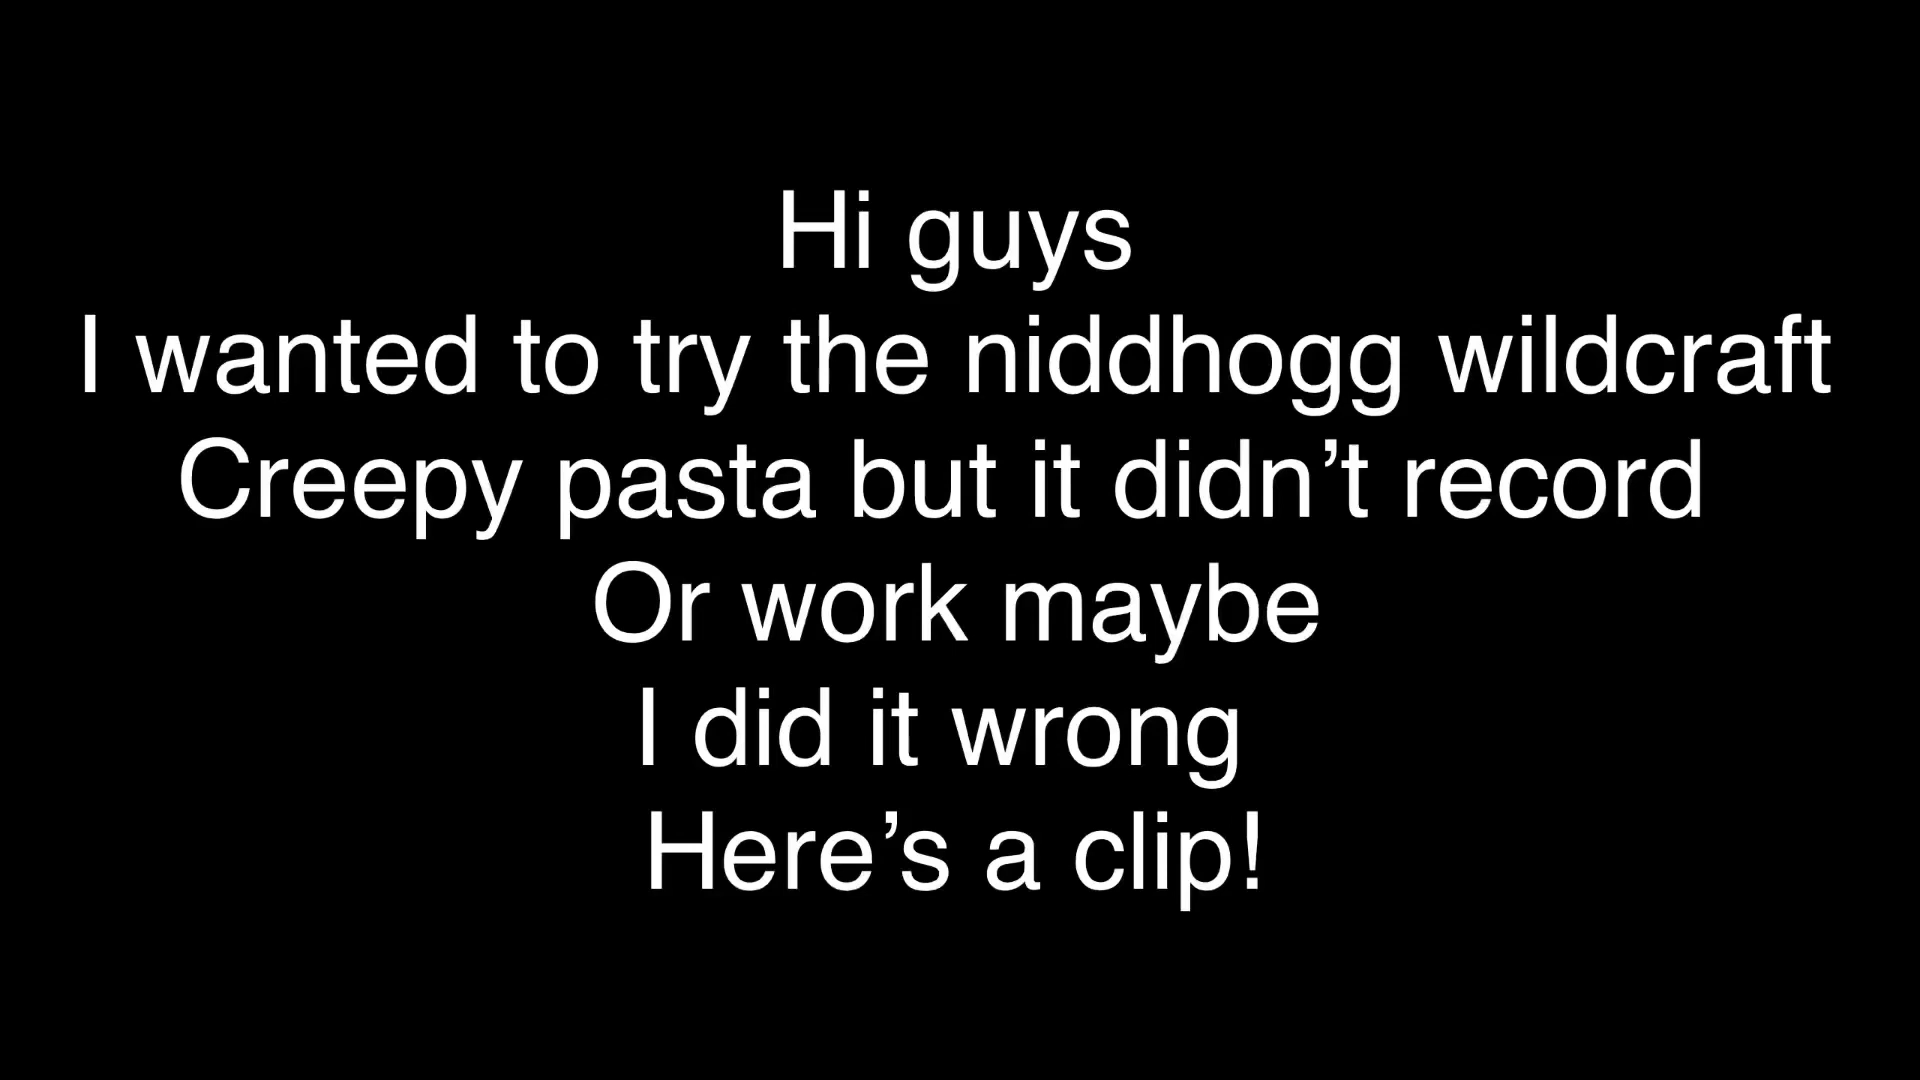 Hi guys
I wanted to try the niddhogg wildcraft
Creepy pasta but it didn’t record
Or work maybe
I did it wrong
Here’s a clip!